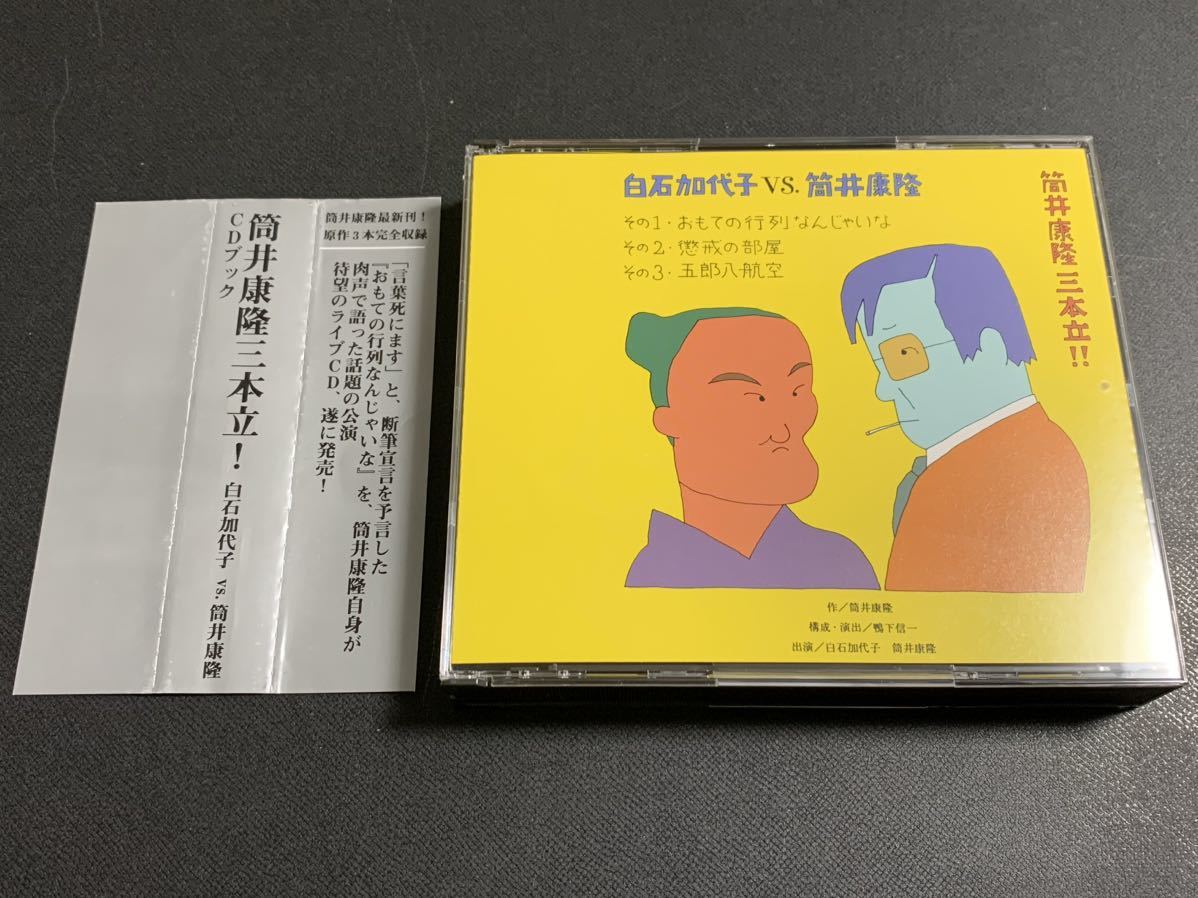 筒井康隆最新刊!
原作3本完全収録
「言葉死にます」と、断筆宣言を予言した
『おもての行列なんじゃいな』を、筒井康隆自身が
肉声で語った話題の公演
待望のライブCD、遂に発売!
筒井康隆三本立! 白石加代子 vs. 筒井康隆
CDブック
白石加代子 VS. 筒井康隆
その1・おもての行列なんじゃいな
その2・懲戒の部屋
その3・五郎八航空
筒井康隆 三本立!!
作/筒井康隆
構成・演出/鴨下信一
出演/白石加代子 筒井康隆